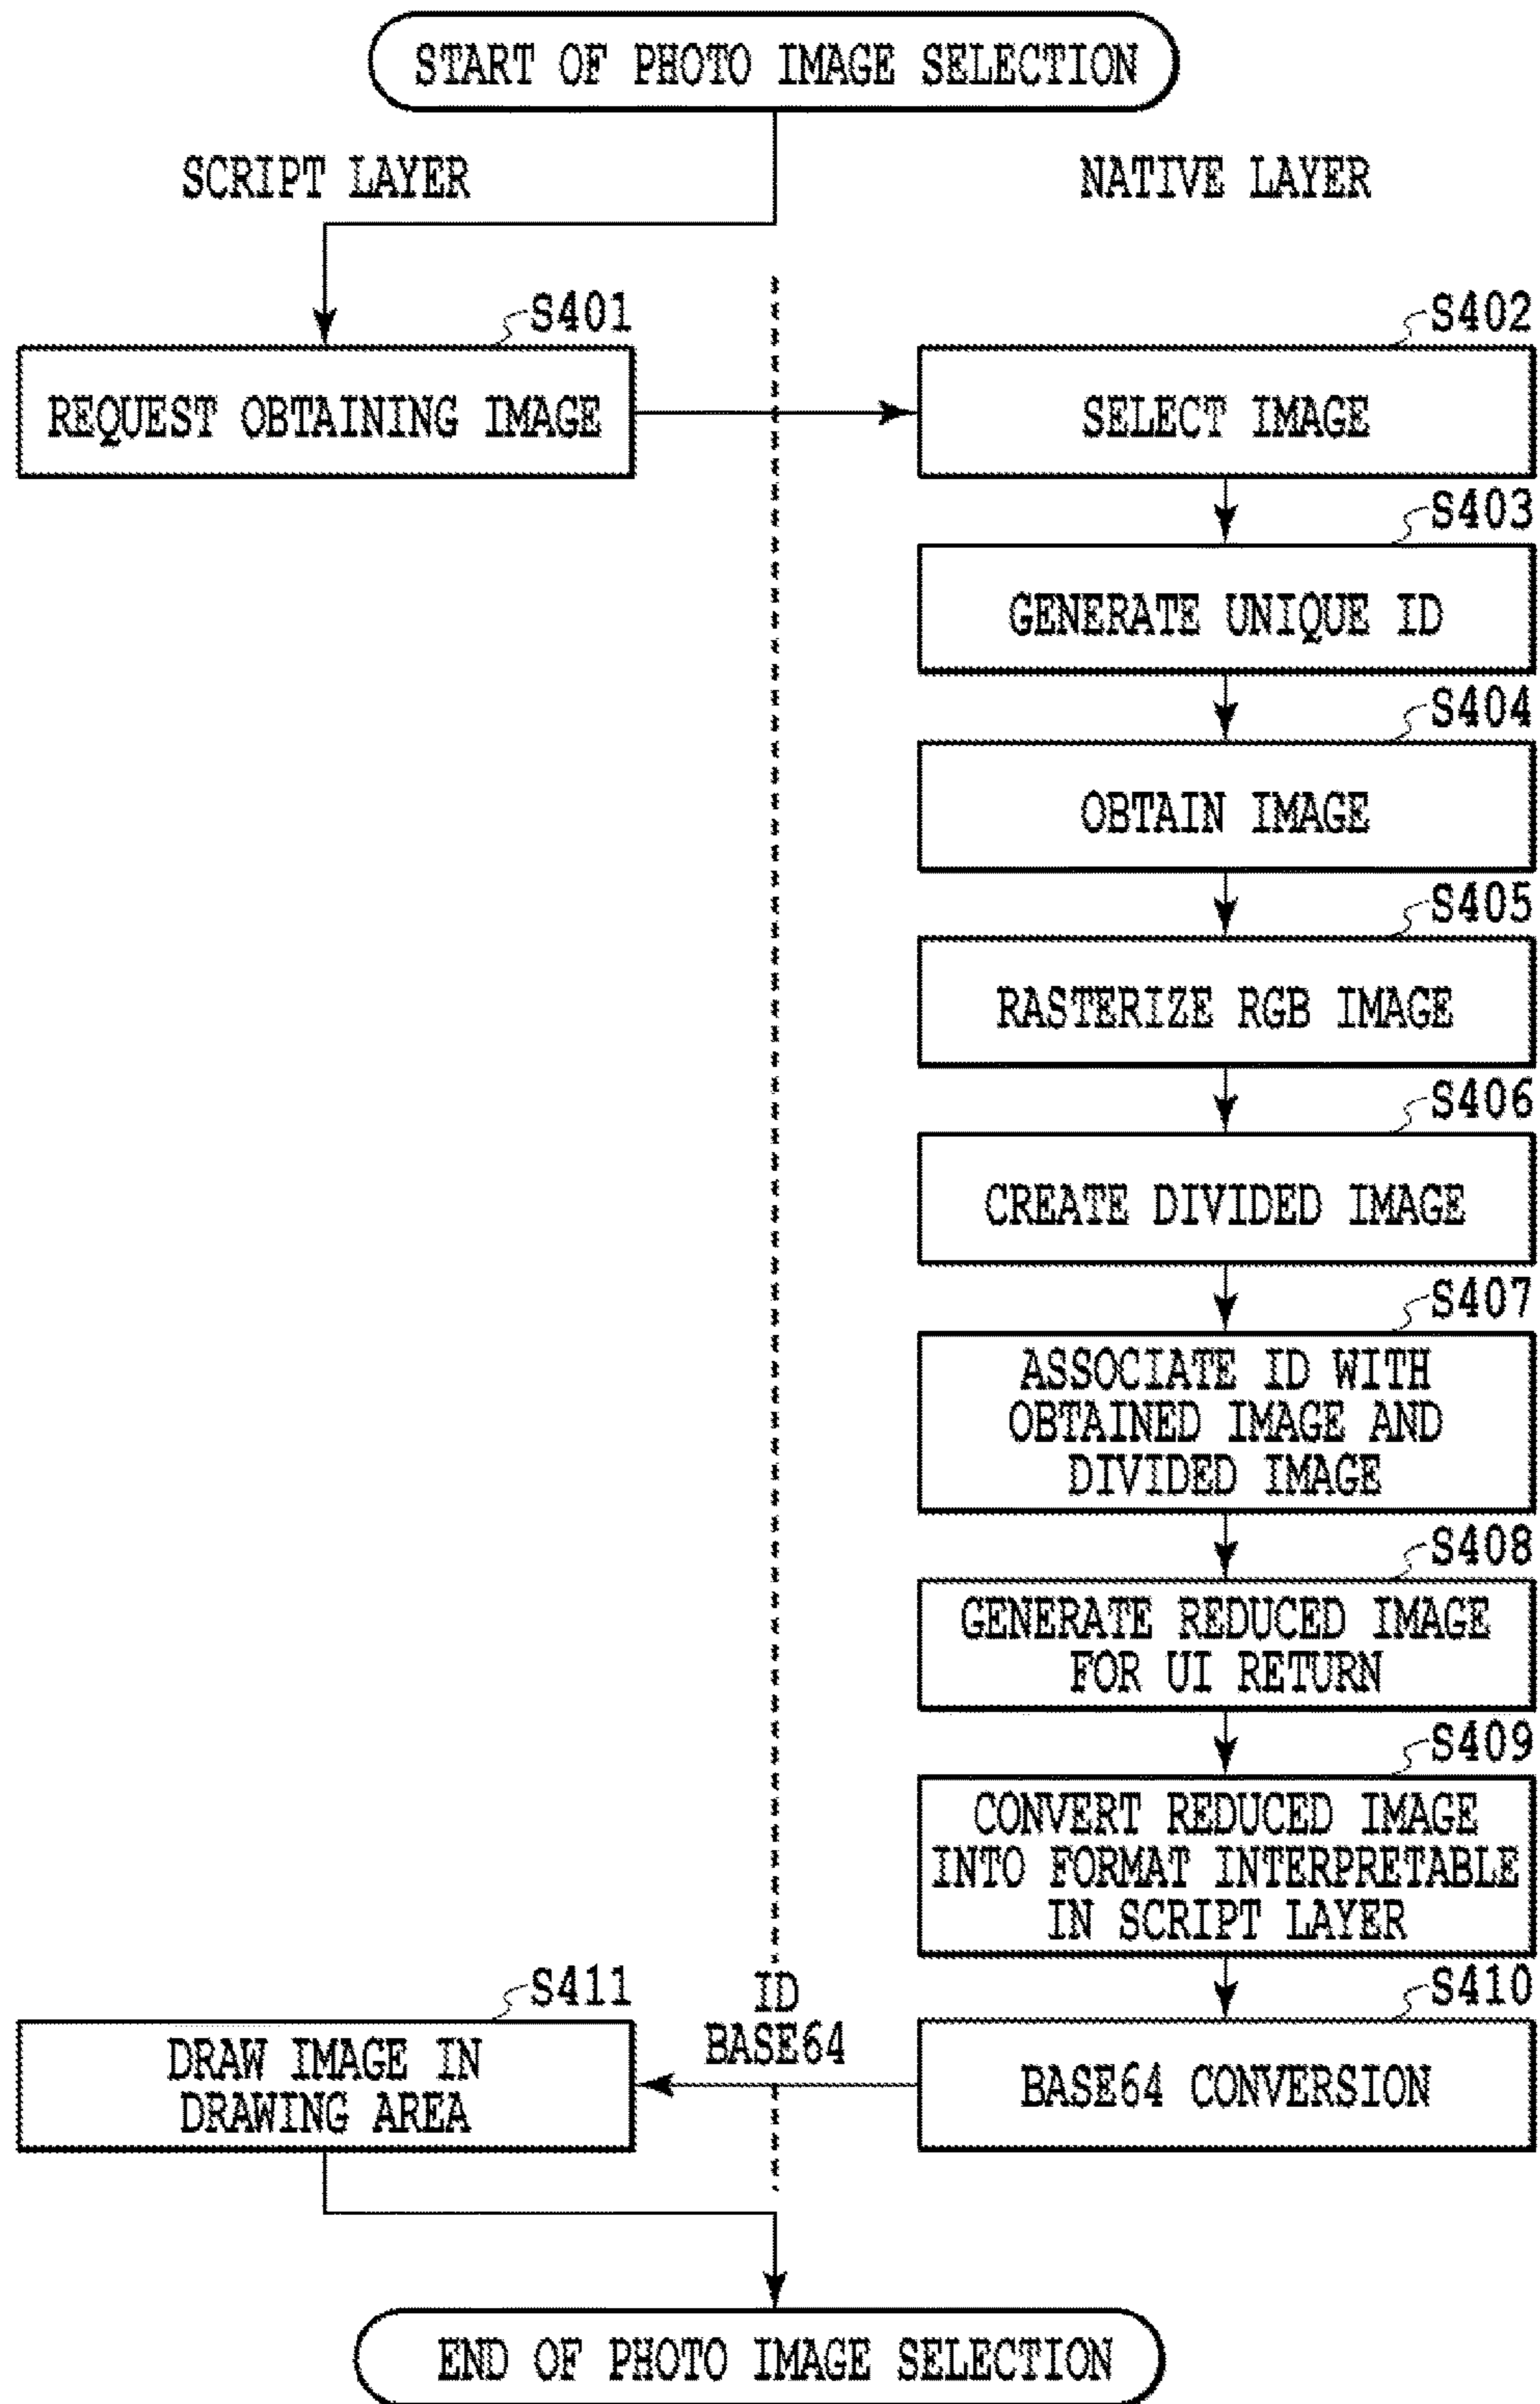 START OF PHOTO IMAGE SELECTION
SCRIPT LAYER
NATIVE LAYER
S401
REQUEST OBTAINING IMAGE
S402
SELECT IMAGE
S403
GENERATE UNIQUE ID
S404
OBTAIN IMAGE
S405
RASTERIZE RGB IMAGE
S406
CREATE DIVIDED IMAGE
S407
ASSOCIATE ID WITH
OBTAINED IMAGE AND
DIVIDED IMAGE
S408
GENERATE REDUCED IMAGE
FOR UI RETURN
S409
CONVERT REDUCED IMAGE
INTO FORMAT INTERPRETABLE
IN SCRIPT LAYER
S410
BASE64 CONVERSION
ID
BASE64
S411
DRAW IMAGE IN
DRAWING AREA
END OF PHOTO IMAGE SELECTION